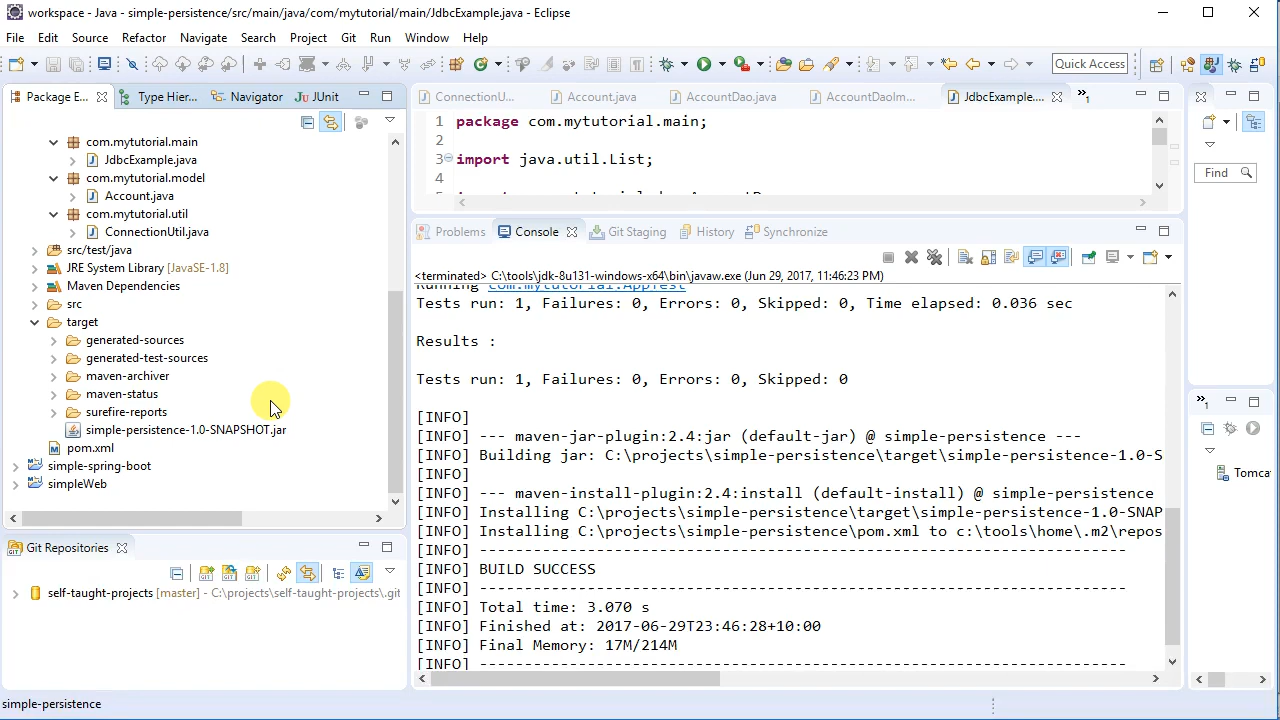 workspace - Java - simple-persistence/src/main/java/com/mytutorial/main/JdbcExample.java - Eclipse
File Edit Source Refactor Navigate Search Project Git Run Window Help
Quick Access
Package E... Type Hier... Navigator JUnit
com.mytutorial.main
JdbcExample.java
com.mytutorial.model
Account.java
com.mytutorial.util
ConnectionUtil.java
src/test/java
JRE System Library [JavaSE-1.8]
Maven Dependencies
src
target
generated-sources
generated-test-sources
maven-archiver
maven-status
surefire-reports
simple-persistence-1.0-SNAPSHOT.jar
pom.xml
simple-spring-boot
simpleWeb
Git Repositories
self-taught-projects [master] - C:\projects\self-taught-projects\.git
simple-persistence
ConnectionU... Account.java AccountDao.java AccountDaoIm... JdbcExample.... »1
1 package com.mytutorial.main;
2
3 import java.util.List;
4
Problems Console Git Staging History Synchronize
<terminated> C:\tools\jdk-8u131-windows-x64\bin\javaw.exe (Jun 29, 2017, 11:46:23 PM)
Running com.mytutorial.AppTest
Tests run: 1, Failures: 0, Errors: 0, Skipped: 0, Time elapsed: 0.036 sec
Results :
Tests run: 1, Failures: 0, Errors: 0, Skipped: 0
[INFO]
[INFO] --- maven-jar-plugin:2.4:jar (default-jar) @ simple-persistence ---
[INFO] Building jar: C:\projects\simple-persistence\target\simple-persistence-1.0-S
[INFO]
[INFO] --- maven-install-plugin:2.4:install (default-install) @ simple-persistence
[INFO] Installing C:\projects\simple-persistence\target\simple-persistence-1.0-SNAP
[INFO] Installing C:\projects\simple-persistence\pom.xml to c:\tools\home\.m2\repos
[INFO] ------------------------------------------------------------------------
[INFO] BUILD SUCCESS
[INFO] ------------------------------------------------------------------------
[INFO] Total time: 3.070 s
[INFO] Finished at: 2017-06-29T23:46:28+10:00
[INFO] Final Memory: 17M/214M
[INFO] ------------------------------------------------------------------------
Find
»1
Tomca